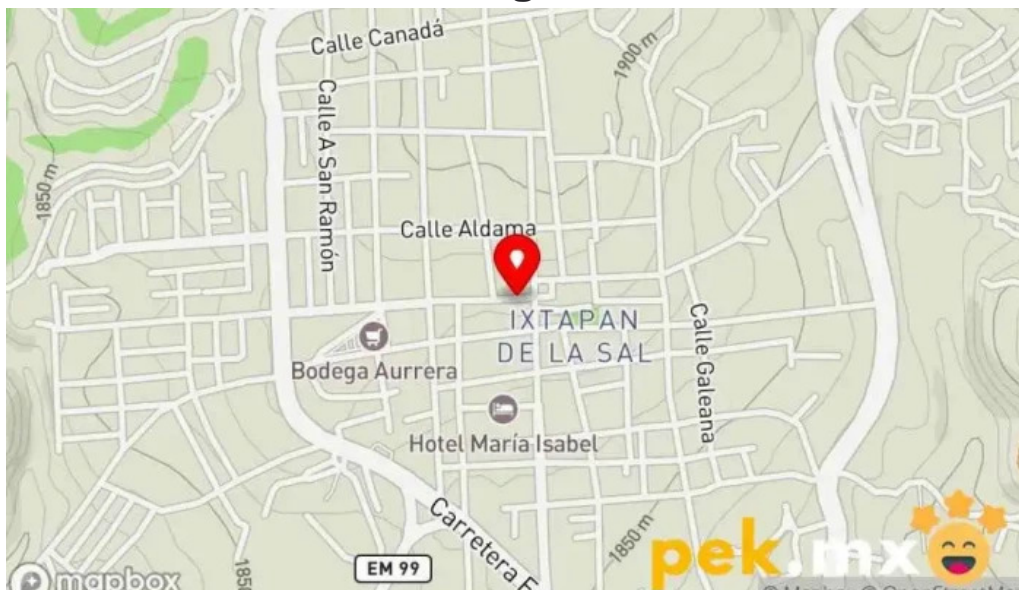 Calle Canadá
1900 m
Calle A San Ramón
1850 m
Calle Aldama
IXTAPAN
DE LA SAL
Bodega Aurrera
Calle Galeana
Hotel María Isabel
Carretera
1850 m
EM 99
pek.mx
mapbox
© Mapbox ©